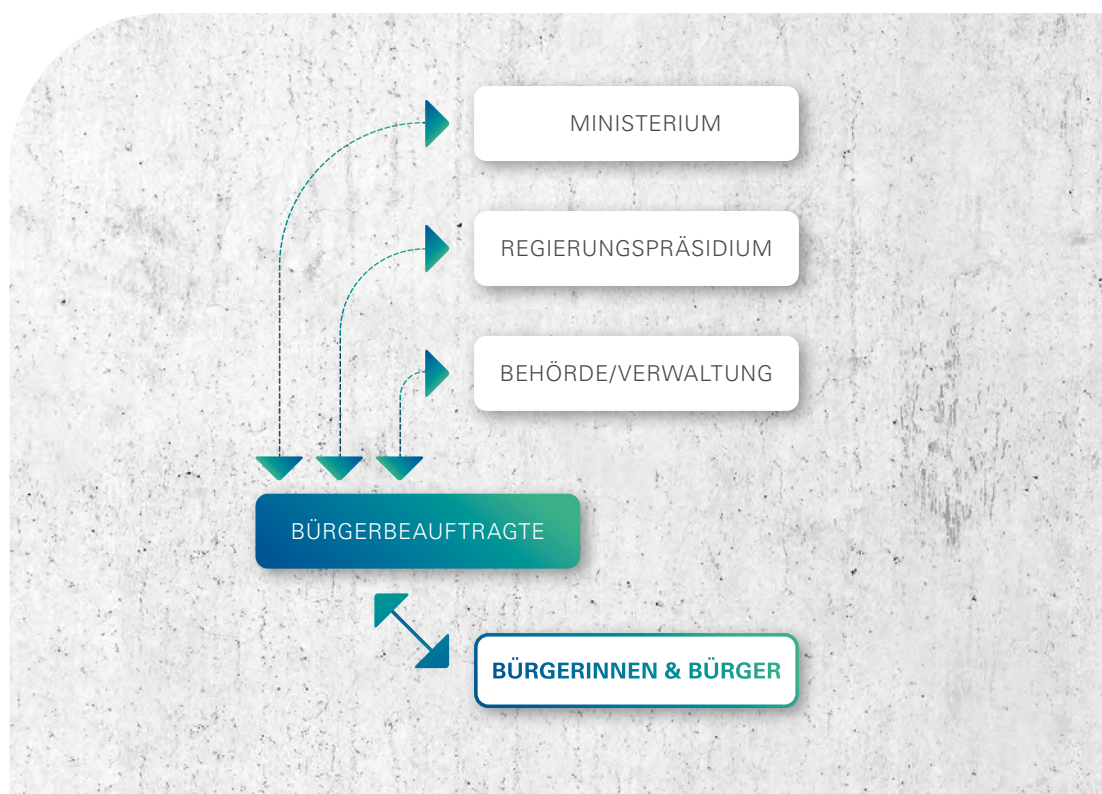 MINISTERIUM
REGIERUNGSPRÄSIDIUM
BEHÖRDE/VERWALTUNG
BÜRGERBEAUFTRAGTE
BÜRGERINNEN & BÜRGER